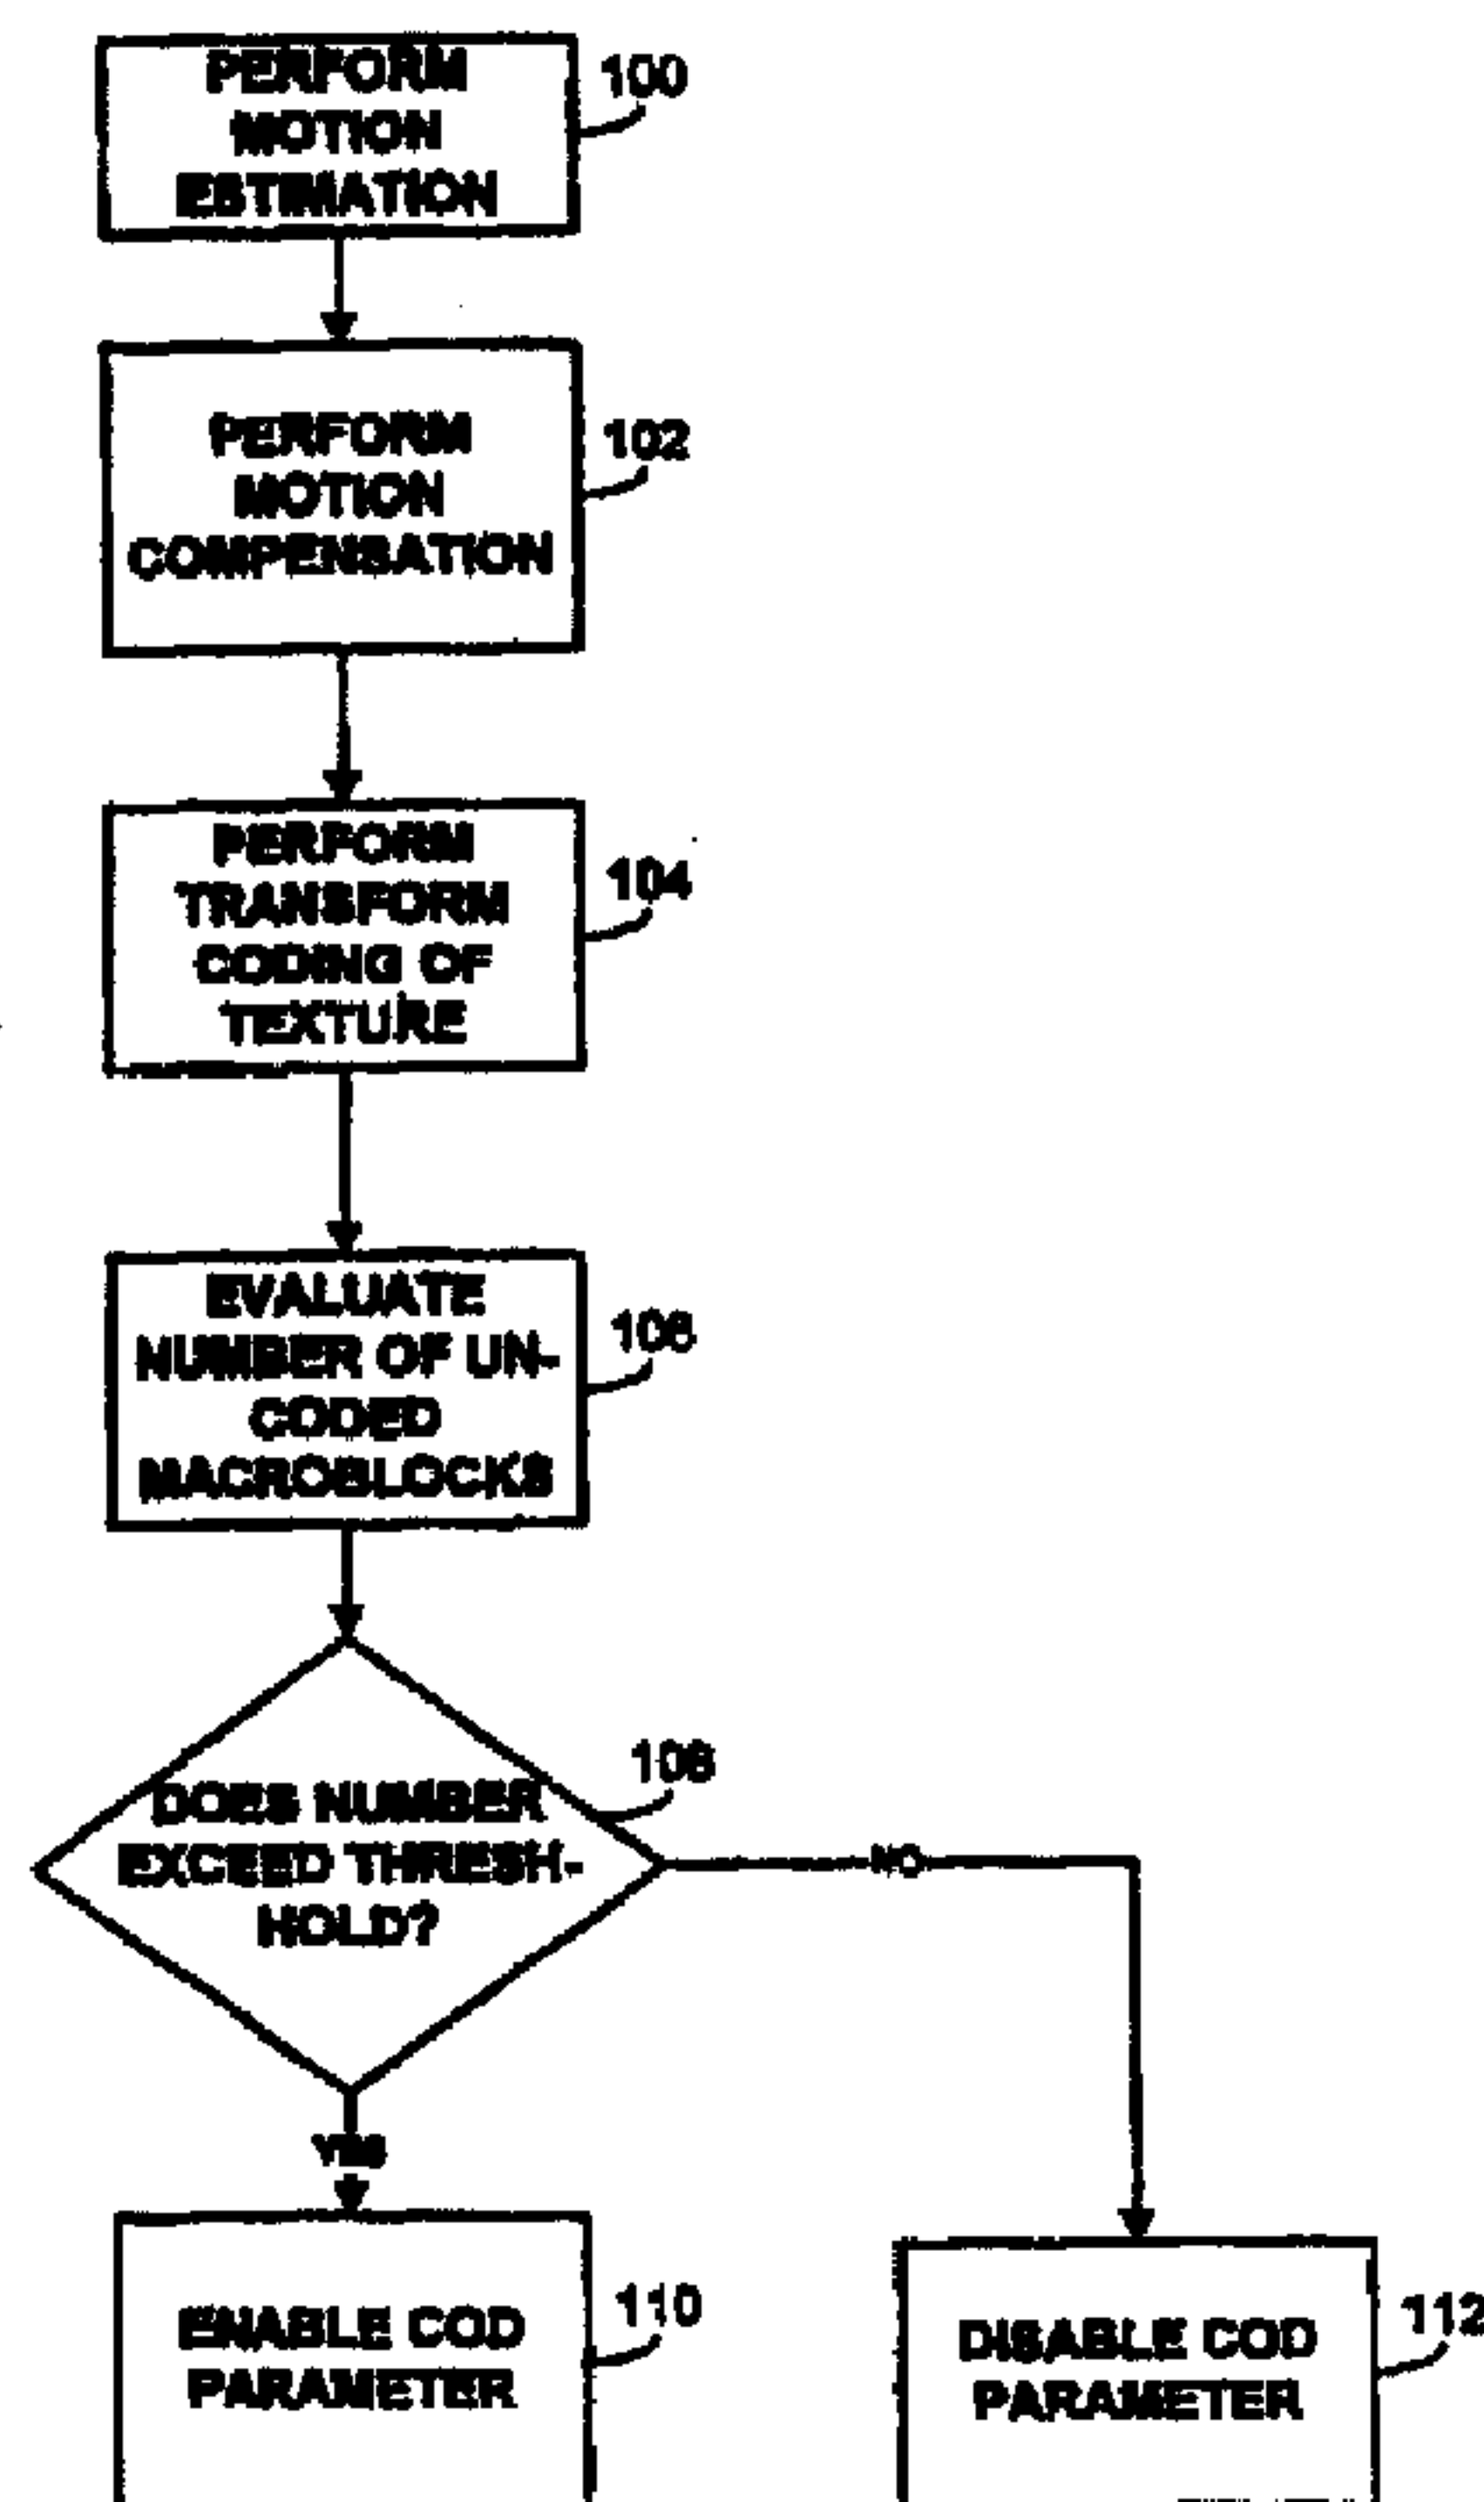 PERFORM
MOTION
ESTIMATION
100
PERFORM
MOTION
COMPENSATION
102
PERFORM
TRANSFORM
CODING OF
TEXTURE
104
EVALUATE
NUMBER OF UN-
CODED
MACROBLOCKS
106
DOES NUMBER
EXCEED THRESH-
HOLD?
108
NO
YES
ENABLE COD
PARAMETER
110
DISABLE COD
PARAMETER
112